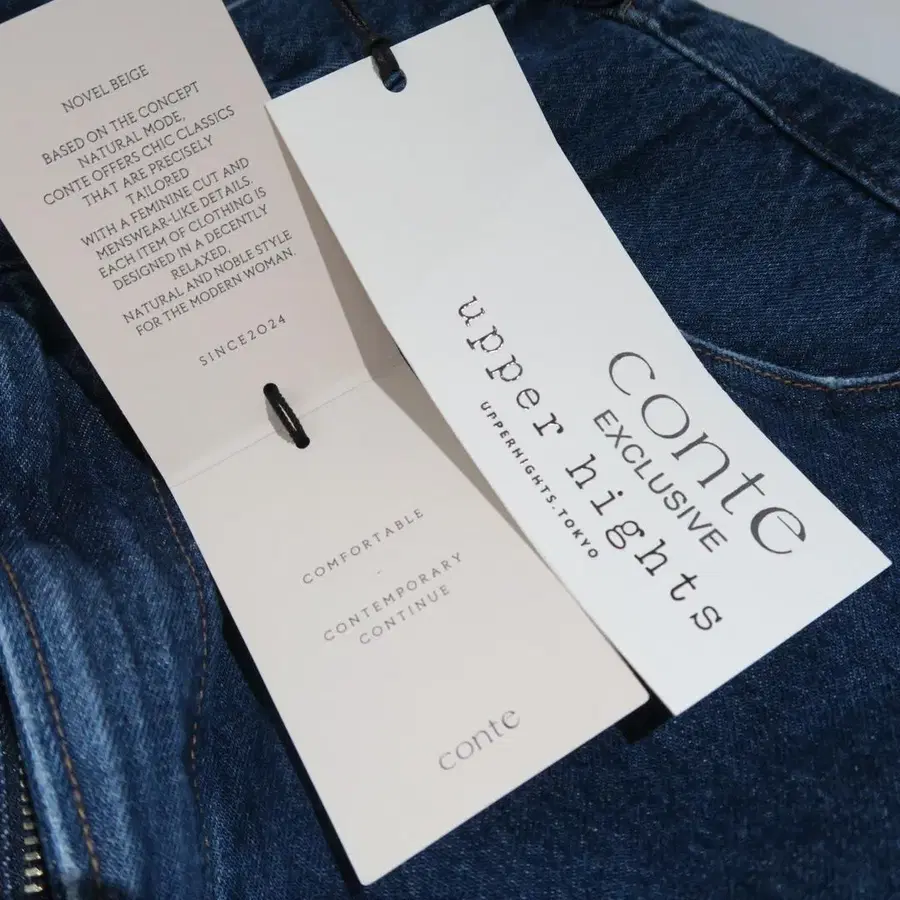 NOVEL BEIGE
BASED ON THE CONCEPT
NATURAL MODE,
CONTE OFFERS CHIC CLASSICS
THAT ARE PRECISELY
TAILORED
WITH A FEMININE CUT AND
MENSWEAR-LIKE DETAILS.
EACH ITEM OF CLOTHING IS
DESIGNED IN A DECENTLY
RELAXED,
NATURAL AND NOBLE STYLE
FOR THE MODERN WOMAN.
SINCE2024
COMFORTABLE
-
CONTEMPORARY
CONTINUE
conte
conte
EXCLUSIVE
upper hights
UPPERHIGHTS.TOKYO